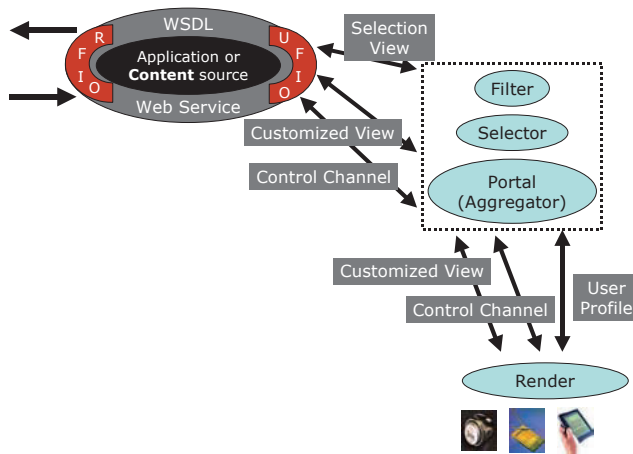 WSDL
R
F
I
O
U
F
I
O
Application or
Content source
Web Service
Selection
View
Filter
Selector
Portal
(Aggregator)
Customized View
Control Channel
Customized View
Control Channel
User
Profile
Render